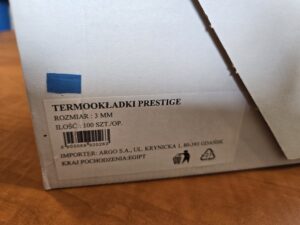 TERMOOKŁADKI PRESTIGE
ROZMIAR : 3 MM
ILOŚĆ : 100 SZT./OP.
IMPORTER: ARGO S.A., UL. KRYNICKA 1, 80-393 GDAŃSK
KRAJ POCHODZENIA:EGIPT